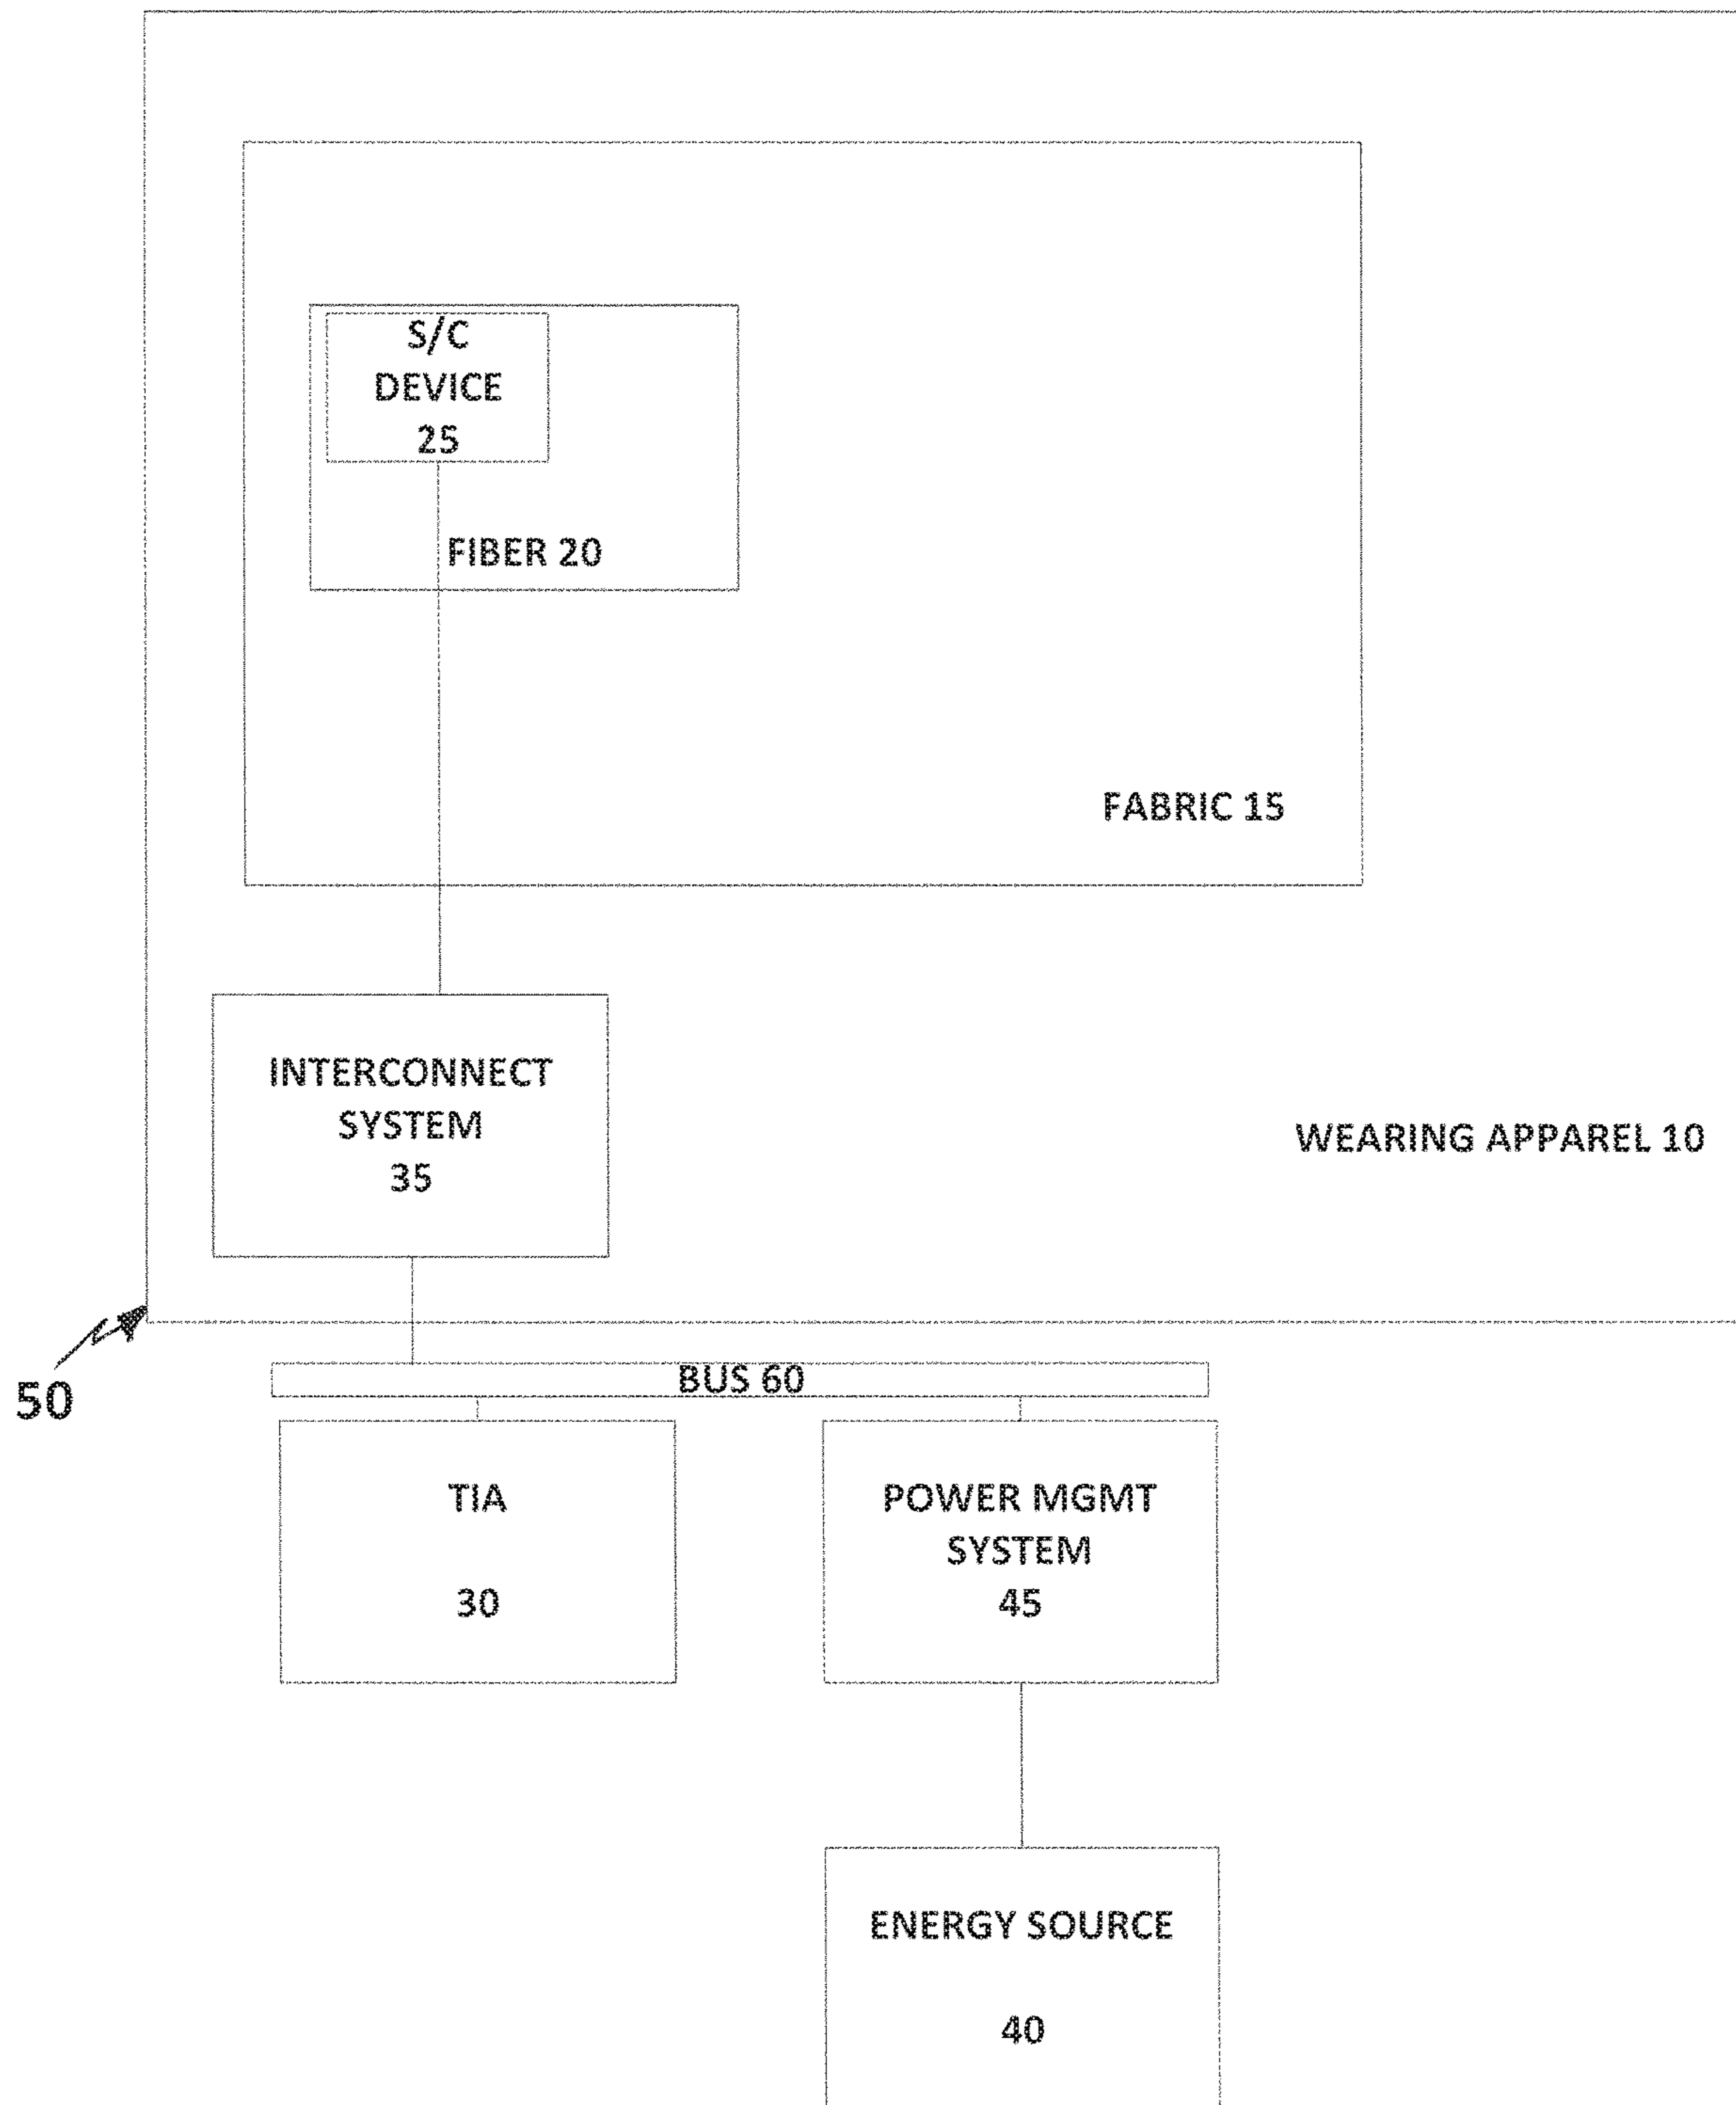 S/C
DEVICE
25
FIBER 20
FABRIC 15
INTERCONNECT
SYSTEM
35
WEARING APPAREL 10
50
BUS 60
TIA
30
POWER MGMT
SYSTEM
45
ENERGY SOURCE
40